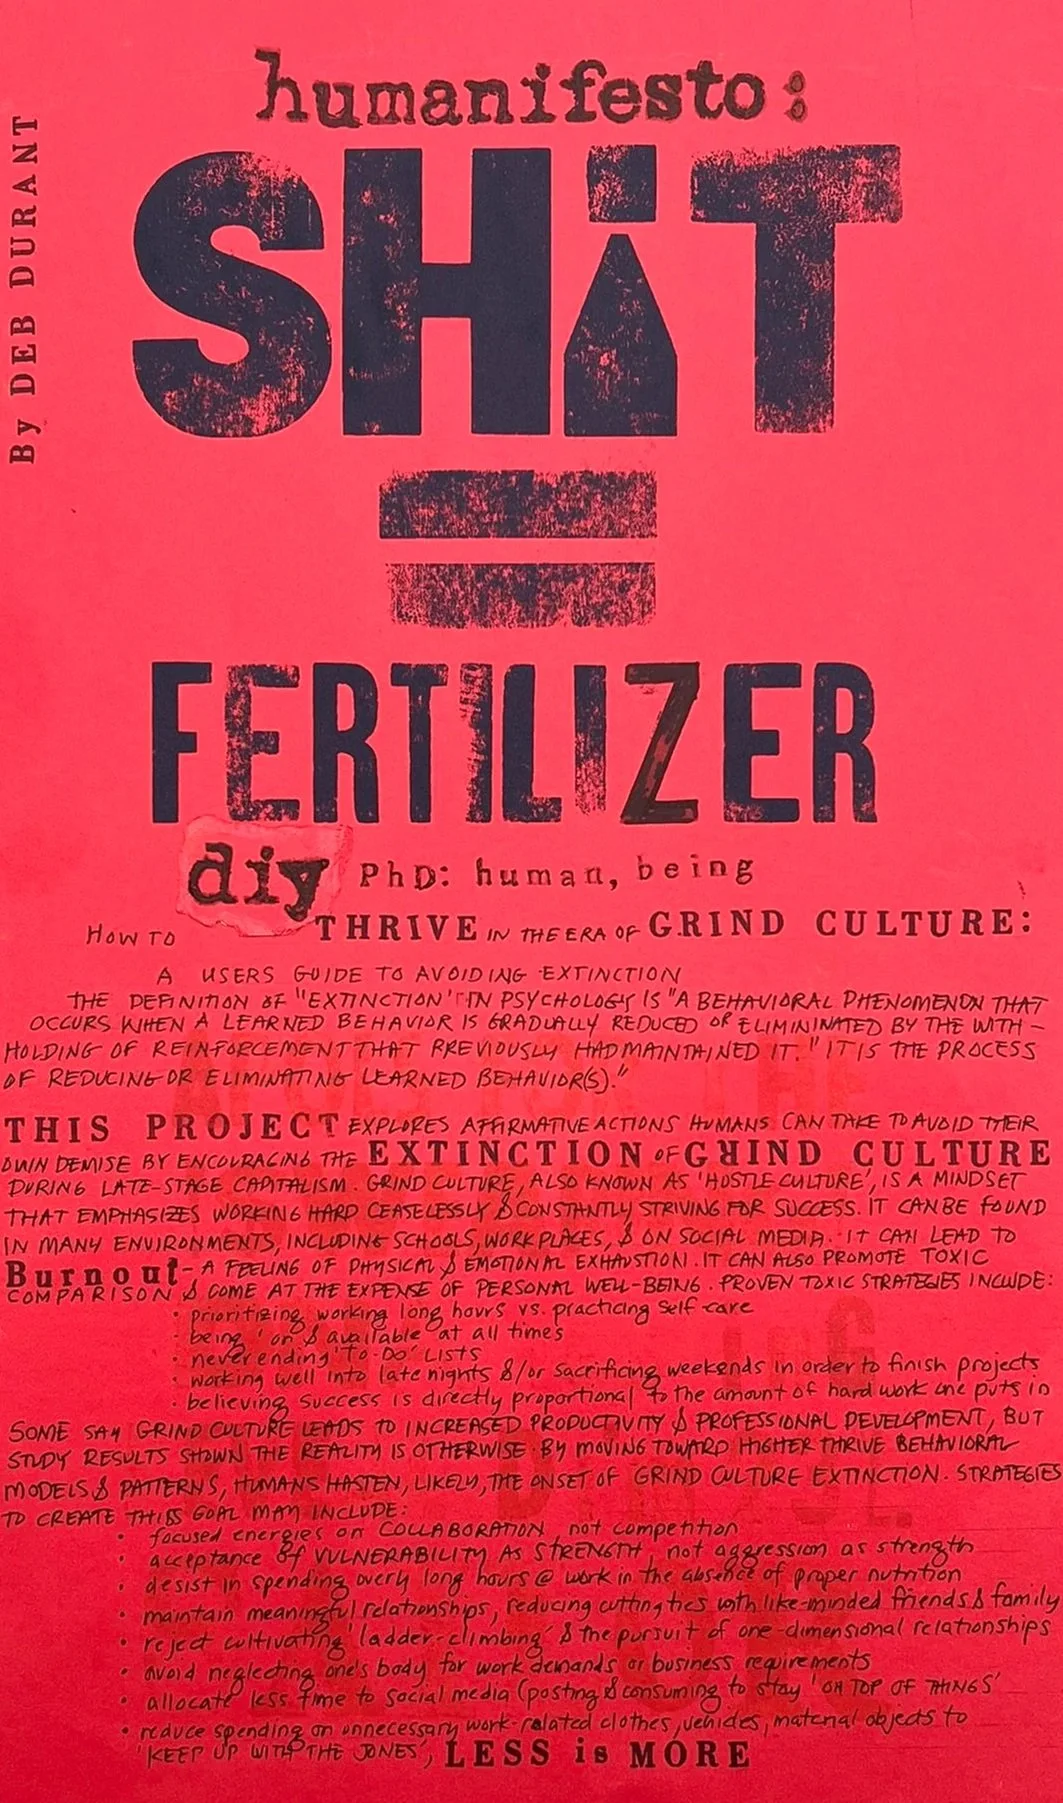 humanifesto:
By DEB DURANT
SHiT
=
FERTILIZER
diy PhD: human, being
HOW TO THRIVE IN THE ERA OF GRIND CULTURE:
A USERS GUIDE TO AVOIDING EXTINCTION
THE DEFINITION OF "EXTINCTION" IN PSYCHOLOGY IS "A BEHAVIORAL PHENOMENON THAT
OCCURS WHEN A LEARNED BEHAVIOR IS GRADUALLY REDUCED OR ELIMININATED BY THE WITH-
HOLDING OF REINFORCEMENT THAT PREVIOUSLY HAD MAINTAINED IT. "IT IS THE PROCESS
OF REDUCING OR ELIMINATING LEARNED BEHAVIOR(S)."
THIS PROJECT EXPLORES AFFIRMATIVE ACTIONS HUMANS CAN TAKE TO AVOID THEIR
OWN DEMISE BY ENCOURAGING THE EXTINCTION OF GRIND CULTURE
DURING LATE-STAGE CAPITALISM. GRIND CULTURE, ALSO KNOWN AS 'HUSTLE CULTURE', IS A MINDSET
THAT EMPHASIZES WORKING HARD CEASELESSLY & CONSTANTLY STRIVING FOR SUCCESS. IT CAN BE FOUND
IN MANY ENVIRONMENTS, INCLUDING SCHOOLS, WORKPLACES, & ON SOCIAL MEDIA. IT CAN LEAD TO
Burnout- A FEELING OF PHYSICAL & EMOTIONAL EXHAUSTION. IT CAN ALSO PROMOTE TOXIC
COMPARISON & COME AT THE EXPENSE OF PERSONAL WELL-BEING. PROVEN TOXIC STRATEGIES INCLUDE:
• prioritizing working long hours vs. practicing self-care
• being 'on & available' at all times
• never ending 'TO-DO' LISTS
• working well into late nights &/or sacrificing weekends in order to finish projects
• believing success is directly proportional to the amount of hard work one puts in
SOME SAY GRIND CULTURE LEADS TO INCREASED PRODUCTIVITY & PROFESSIONAL DEVELOPMENT, BUT
STUDY RESULTS SHOWN THE REALITY IS OTHERWISE. BY MOVING TOWARD HIGHER THRIVE BEHAVIORAL
MODELS & PATTERNS, HUMANS HASTEN, LIKELY, THE ONSET OF GRIND CULTURE EXTINCTION. STRATEGIES
TO CREATE THIS GOAL MAY INCLUDE:
• focused energies on COLLABORATION, not competition
• acceptance of VULNERABILITY AS STRENGTH, not aggression as strength
• desist in spending overly long hours @ work in the absence of proper nutrition
• maintain meaningful relationships, reducing cutting ties with like-minded friends & family
• reject cultivating 'ladder-climbing' & the pursuit of one-dimensional relationships
• avoid neglecting one's body for work demands or business requirements
• allocate less time to social media (posting & consuming to stay 'ON TOP OF THINGS'
• reduce spending on unnecessary work-related clothes, vehicles, material objects to
'KEEP UP WITH THE JONES', LESS is MORE